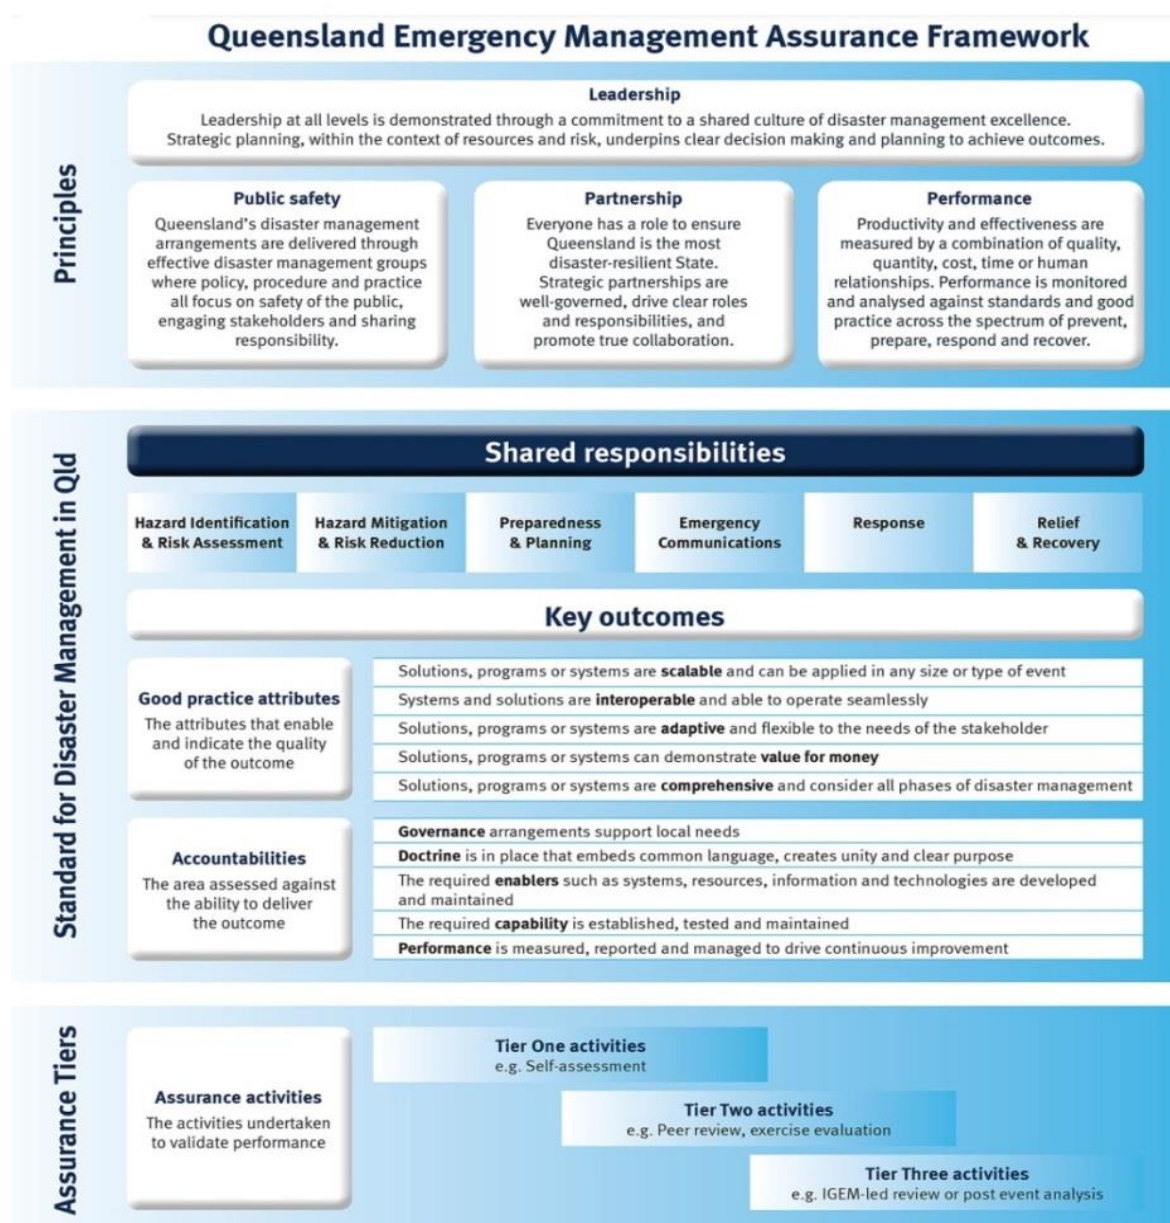 Queensland Emergency Management Assurance Framework
Principles
Leadership
Leadership at all levels is demonstrated through a commitment to a shared culture of disaster management excellence.
Strategic planning, within the context of resources and risk, underpins clear decision making and planning to achieve outcomes.
Public safety
Queensland's disaster management
arrangements are delivered through
effective disaster management groups
where policy, procedure and practice
all focus on safety of the public,
engaging stakeholders and sharing
responsibility.
Partnership
Everyone has a role to ensure
Queensland is the most
disaster-resilient State.
Strategic partnerships are
well-governed, drive clear roles
and responsibilities, and
promote true collaboration.
Performance
Productivity and effectiveness are
measured by a combination of quality,
quantity, cost, time or human
relationships. Performance is monitored
and analysed against standards and good
practice across the spectrum of prevent,
prepare, respond and recover.
Standard for Disaster Management in Qld
Shared responsibilities
Hazard Identification
& Risk Assessment
Hazard Mitigation
& Risk Reduction
Preparedness
& Planning
Emergency
Communications
Response
Relief
& Recovery
Key outcomes
Good practice attributes
The attributes that enable
and indicate the quality
of the outcome
Solutions, programs or systems are scalable and can be applied in any size or type of event
Systems and solutions are interoperable and able to operate seamlessly
Solutions, programs or systems are adaptive and flexible to the needs of the stakeholder
Solutions, programs or systems can demonstrate value for money
Solutions, programs or systems are comprehensive and consider all phases of disaster management
Accountabilities
The area assessed against
the ability to deliver
the outcome
Governance arrangements support local needs
Doctrine is in place that embeds common language, creates unity and clear purpose
The required enablers such as systems, resources, information and technologies are developed
and maintained
The required capability is established, tested and maintained
Performance is measured, reported and managed to drive continuous improvement
Assurance Tiers
Assurance activities
The activities undertaken
to validate performance
Tier One activities
e.g. Self-assessment
Tier Two activities
e.g. Peer review, exercise evaluation
Tier Three activities
e.g. IGEM-led review or post event analysis